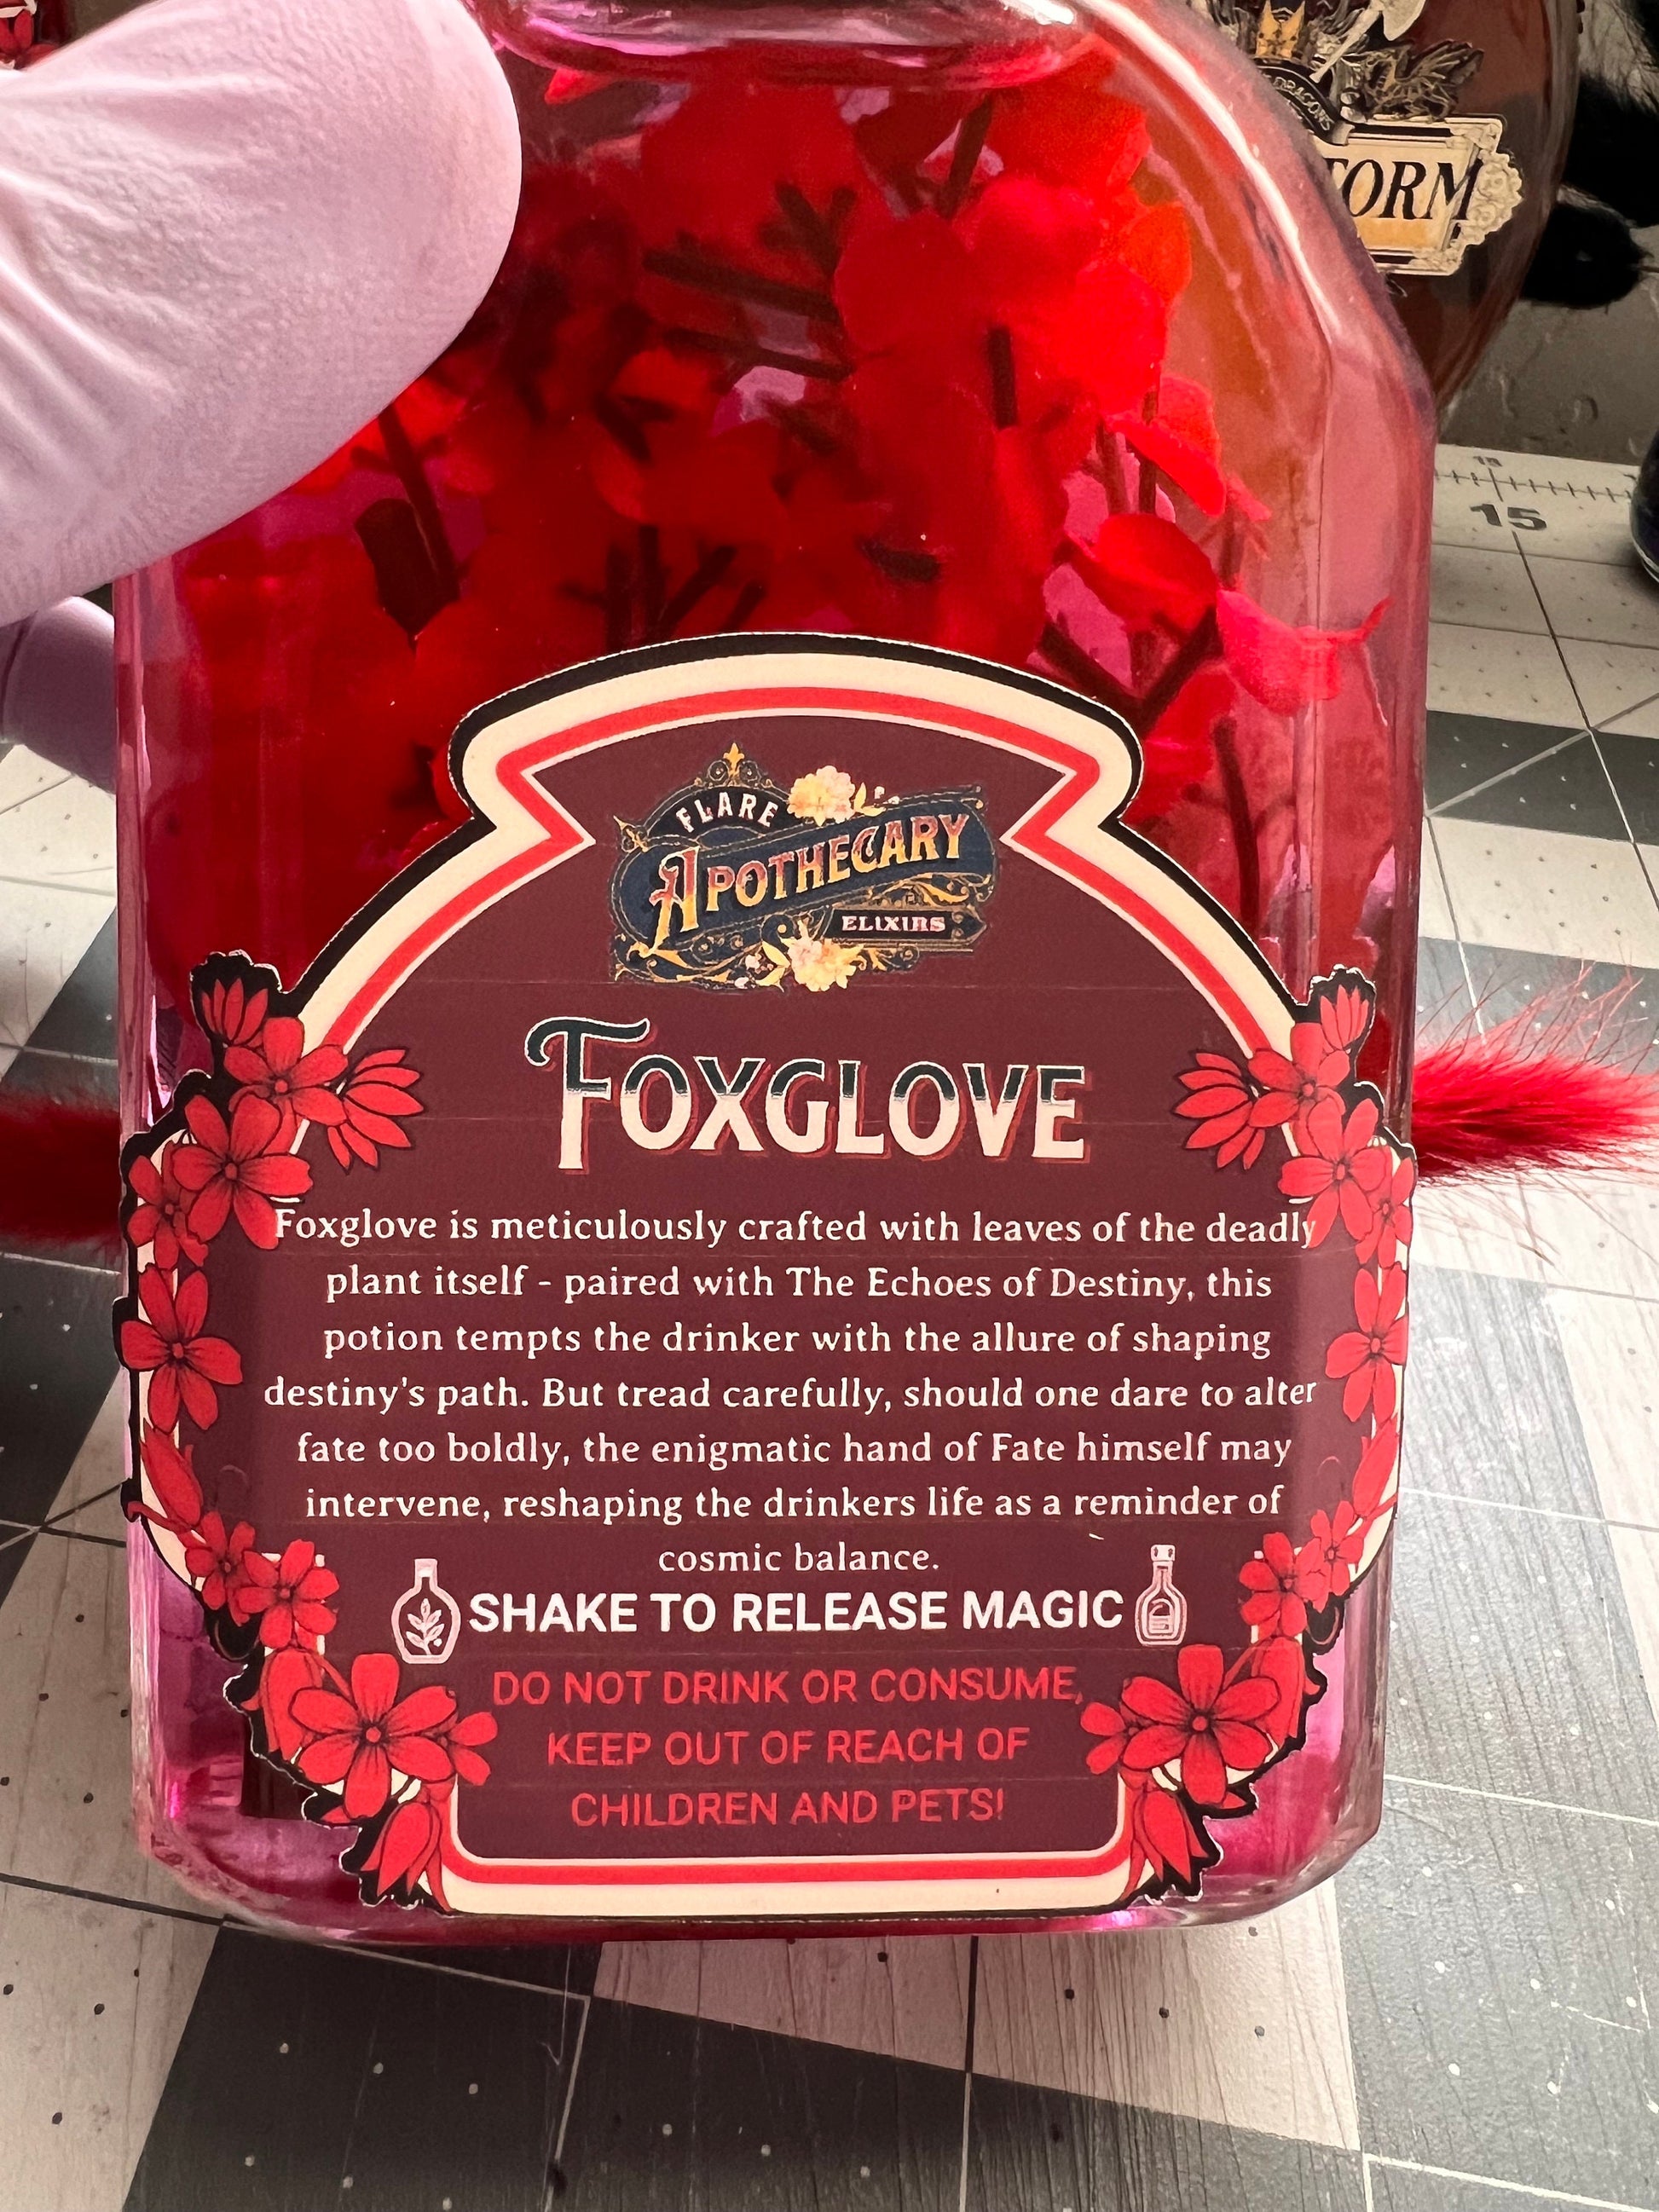 DRAGONS
TORM
15
FLARE
APOTHECARY
ELIXIRS
FOXGLOVE
Foxglove is meticulously crafted with leaves of the deadly
plant itself - paired with The Echoes of Destiny, this
potion tempts the drinker with the allure of shaping
destiny's path. But tread carefully, should one dare to alter
fate too boldly, the enigmatic hand of Fate himself may
intervene, reshaping the drinkers life as a reminder of
cosmic balance.
SHAKE TO RELEASE MAGIC
DO NOT DRINK OR CONSUME,
KEEP OUT OF REACH OF
CHILDREN AND PETS!